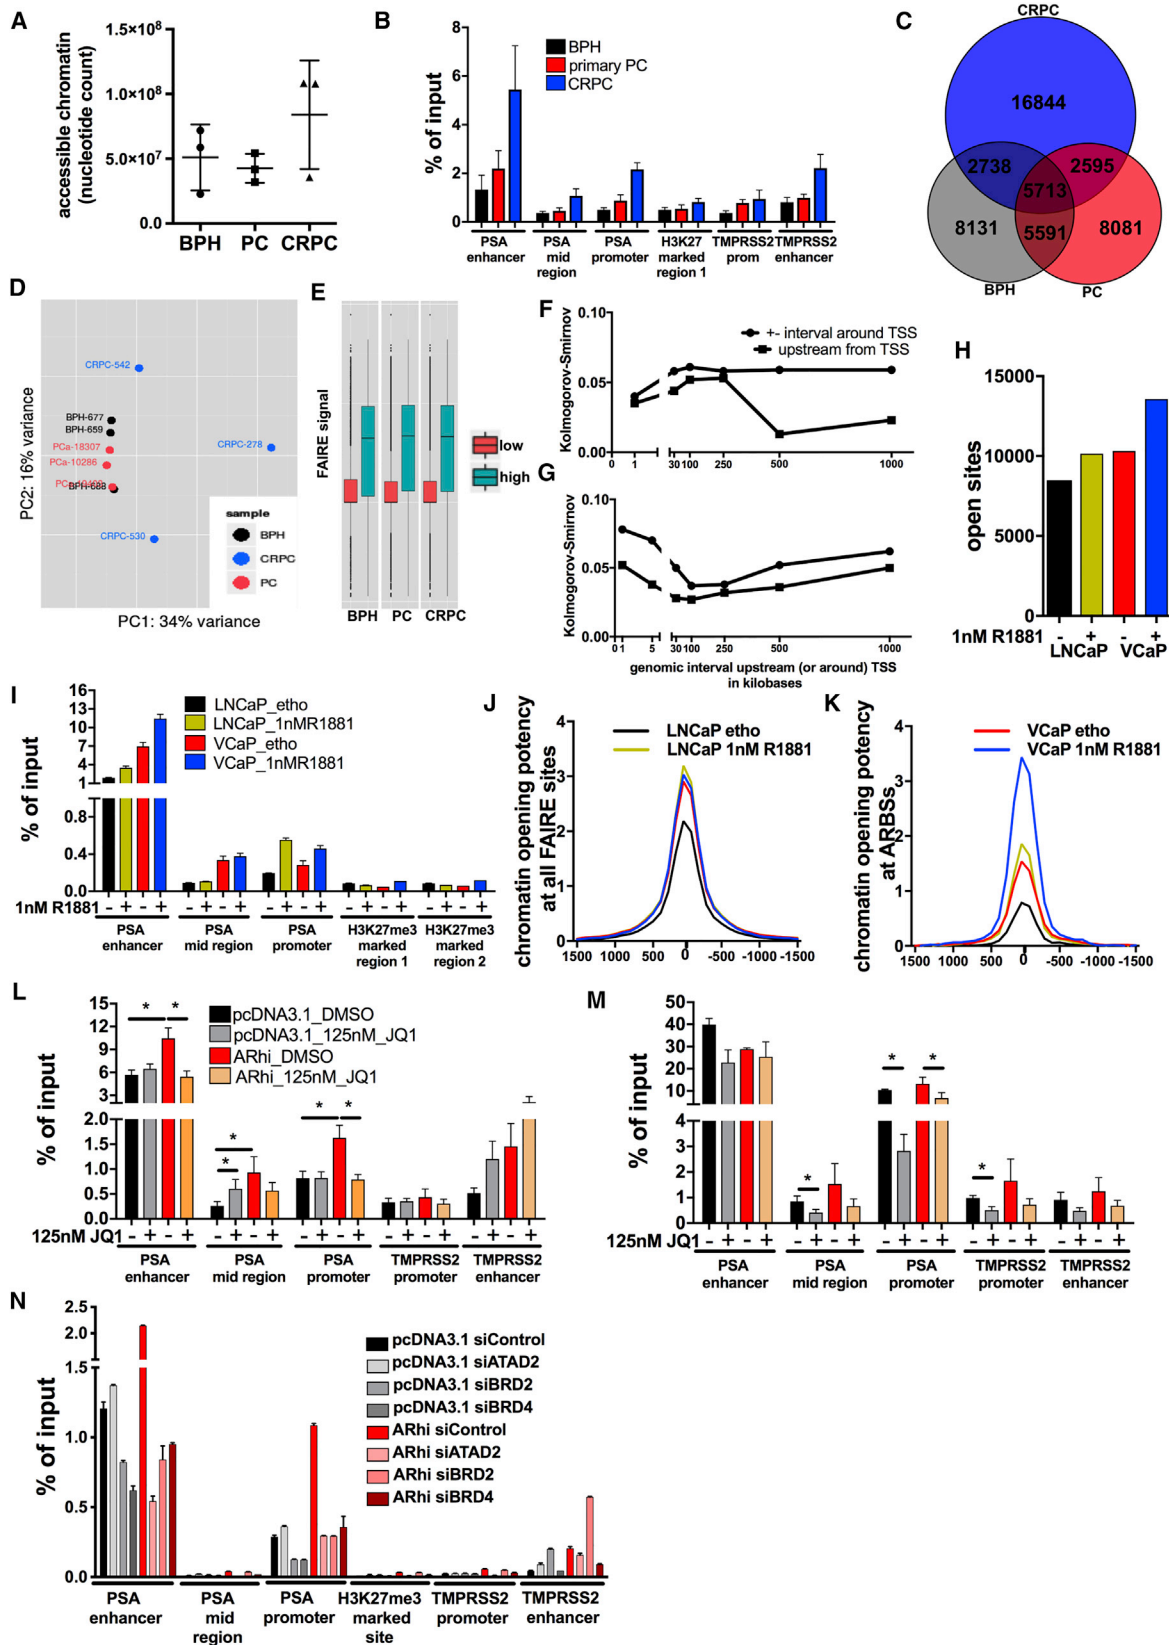 A
accessible chromatin
(nucleotide count)
1.5×10⁸
1.0×10⁸
5.0×10⁷
0.0
BPH PC CRPC
B
% of input
8
6
4
2
0
BPH
primary PC
CRPC
PSA enhancer
PSA mid region
PSA promoter
H3K27 marked region 1
TMPRSS2 prom
TMPRSS2 enhancer
C
CRPC
16844
2738
2595
5713
8131
5591
8081
BPH
PC
D
PC2: 16% variance
CRPC-542
BPH-677
BPH-659
PCa-18307
PCa-10286
BPH-688
CRPC-278
CRPC-530
sample
BPH
CRPC
PC
PC1: 34% variance
E
FAIRE signal
low
high
BPH PC CRPC
F
Kolmogorov-Smirnov
0.10
0.05
0.00
+- interval around TSS
upstream from TSS
0 1 30 100 250 500 1000
G
Kolmogorov-Smirnov
0.10
0.05
0.00
0 1 5 30 100 250 500 1000
genomic interval upstream (or around) TSS
in kilobases
H
open sites
15000
10000
5000
0
1nM R1881 - + - +
LNCaP VCaP
I
% of input
16
13
10
7
4
1
0.8
0.4
0.0
LNCaP_etho
LNCaP_1nMR1881
VCaP_etho
VCaP_1nMR1881
1nM R1881 - + - + - + - + - + - + - + - + - + - +
PSA enhancer
PSA mid region
PSA promoter
H3K27me3 marked region 1
H3K27me3 marked region 2
J
chromatin opening potency
at all FAIRE sites
4
3
2
1
0
LNCaP etho
LNCaP 1nM R1881
1500 1000 500 0 -500 -1000 -1500
K
chromatin opening potency
at ARBSs
4
3
2
1
0
VCaP etho
VCaP 1nM R1881
1500 1000 500 0 -500 -1000 -1500
L
% of input
15
12
9
6
3
2.0
1.5
1.0
0.5
0.0
* *
* *
* *
pcDNA3.1_DMSO
pcDNA3.1_125nM_JQ1
ARhi_DMSO
ARhi_125nM_JQ1
125nM JQ1 - + - + - + - + - + - + - + - + - + - +
PSA enhancer
PSA mid region
PSA promoter
TMPRSS2 promoter
TMPRSS2 enhancer
M
% of input
50
40
30
20
10
4
3
2
1
0
* * * *
125nM JQ1 - + - + - + - + - + - + - + - + - + - +
PSA enhancer
PSA mid region
PSA promoter
TMPRSS2 promoter
TMPRSS2 enhancer
N
% of input
2.5
2.0
1.5
1.0
0.5
0.0
pcDNA3.1 siControl
pcDNA3.1 siATAD2
pcDNA3.1 siBRD2
pcDNA3.1 siBRD4
ARhi siControl
ARhi siATAD2
ARhi siBRD2
ARhi siBRD4
PSA enhancer
PSA mid region
PSA promoter
H3K27me3 marked site
TMPRSS2 promoter
TMPRSS2 enhancer